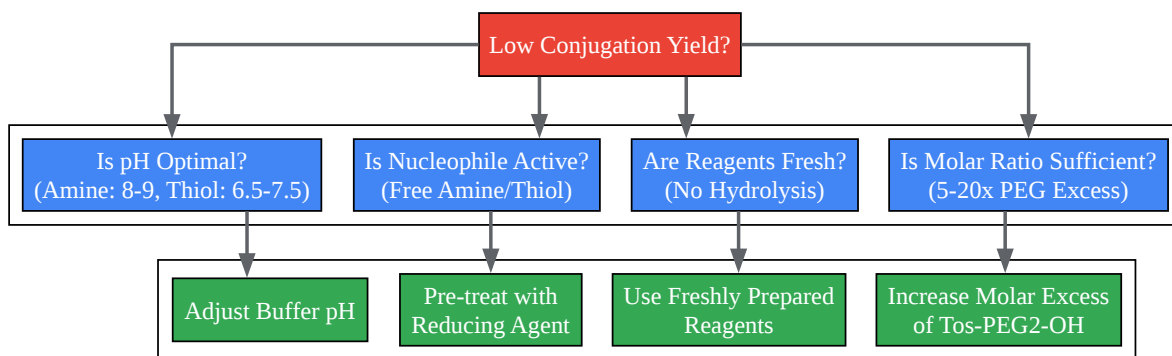 Low Conjugation Yield?
Is pH Optimal?
(Amine: 8-9, Thiol: 6.5-7.5)
Is Nucleophile Active?
(Free Amine/Thiol)
Are Reagents Fresh?
(No Hydrolysis)
Is Molar Ratio Sufficient?
(5-20x PEG Excess)
Adjust Buffer pH
Pre-treat with
Reducing Agent
Use Freshly Prepared
Reagents
Increase Molar Excess
of Tos-PEG2-OH